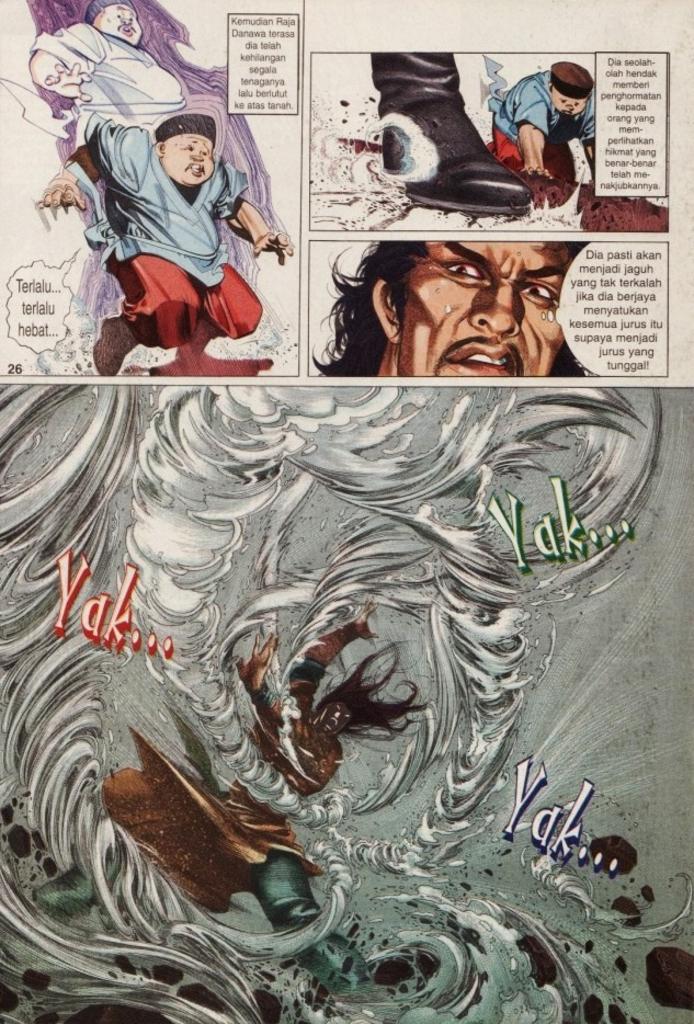 Kemudian Raja
Danawa terasa
dia telah
kehilangan
segala
tenaganya
lalu berlutut
ke atas tanah.
Terlalu...
terlalu
hebat...
26
Dia seolah-
olah hendak
memberi
penghormatan
kepada
orang yang
mem-
perlihatkan
hikmat yang
benar-benar
telah me-
nakjubkannya.
Dia pasti akan
menjadi jaguh
yang tak terkalah
jika dia berjaya
menyatukan
kesemua jurus itu
supaya menjadi
jurus yang
tunggal!
Yak...
Yak...
Yak...